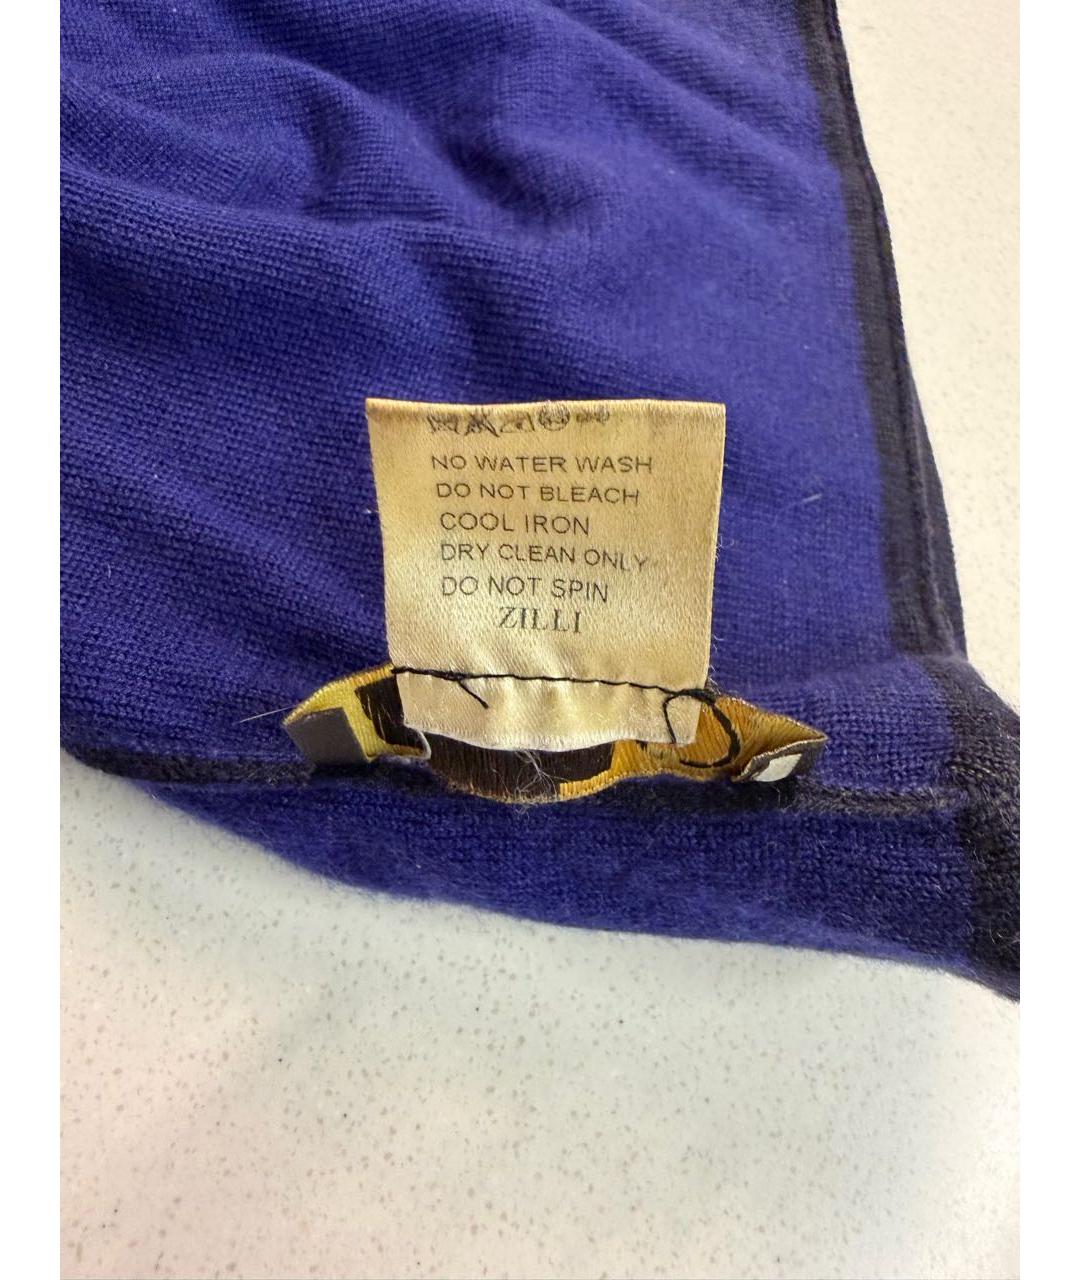 NO WATER WASH
DO NOT BLEACH
COOL IRON
DRY CLEAN ONLY
DO NOT SPIN
ZILLI